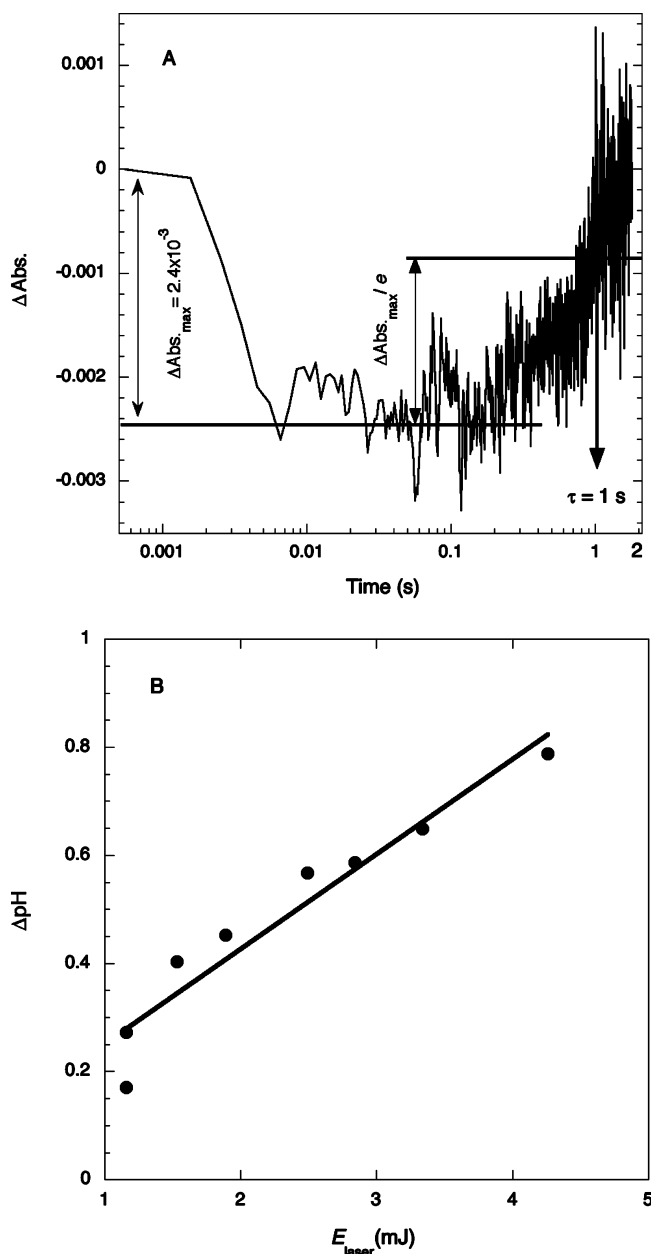 A
0.001
0
-0.001
-0.002
-0.003
Δ Abs.
ΔAbs.max = 2.4x10⁻³
ΔAbs.max / e
τ = 1 s
0.001 0.01 0.1 1 2
Time (s)
B
1
0.8
0.6
0.4
0.2
0
ΔpH
1 2 3 4 5
E laser (mJ)